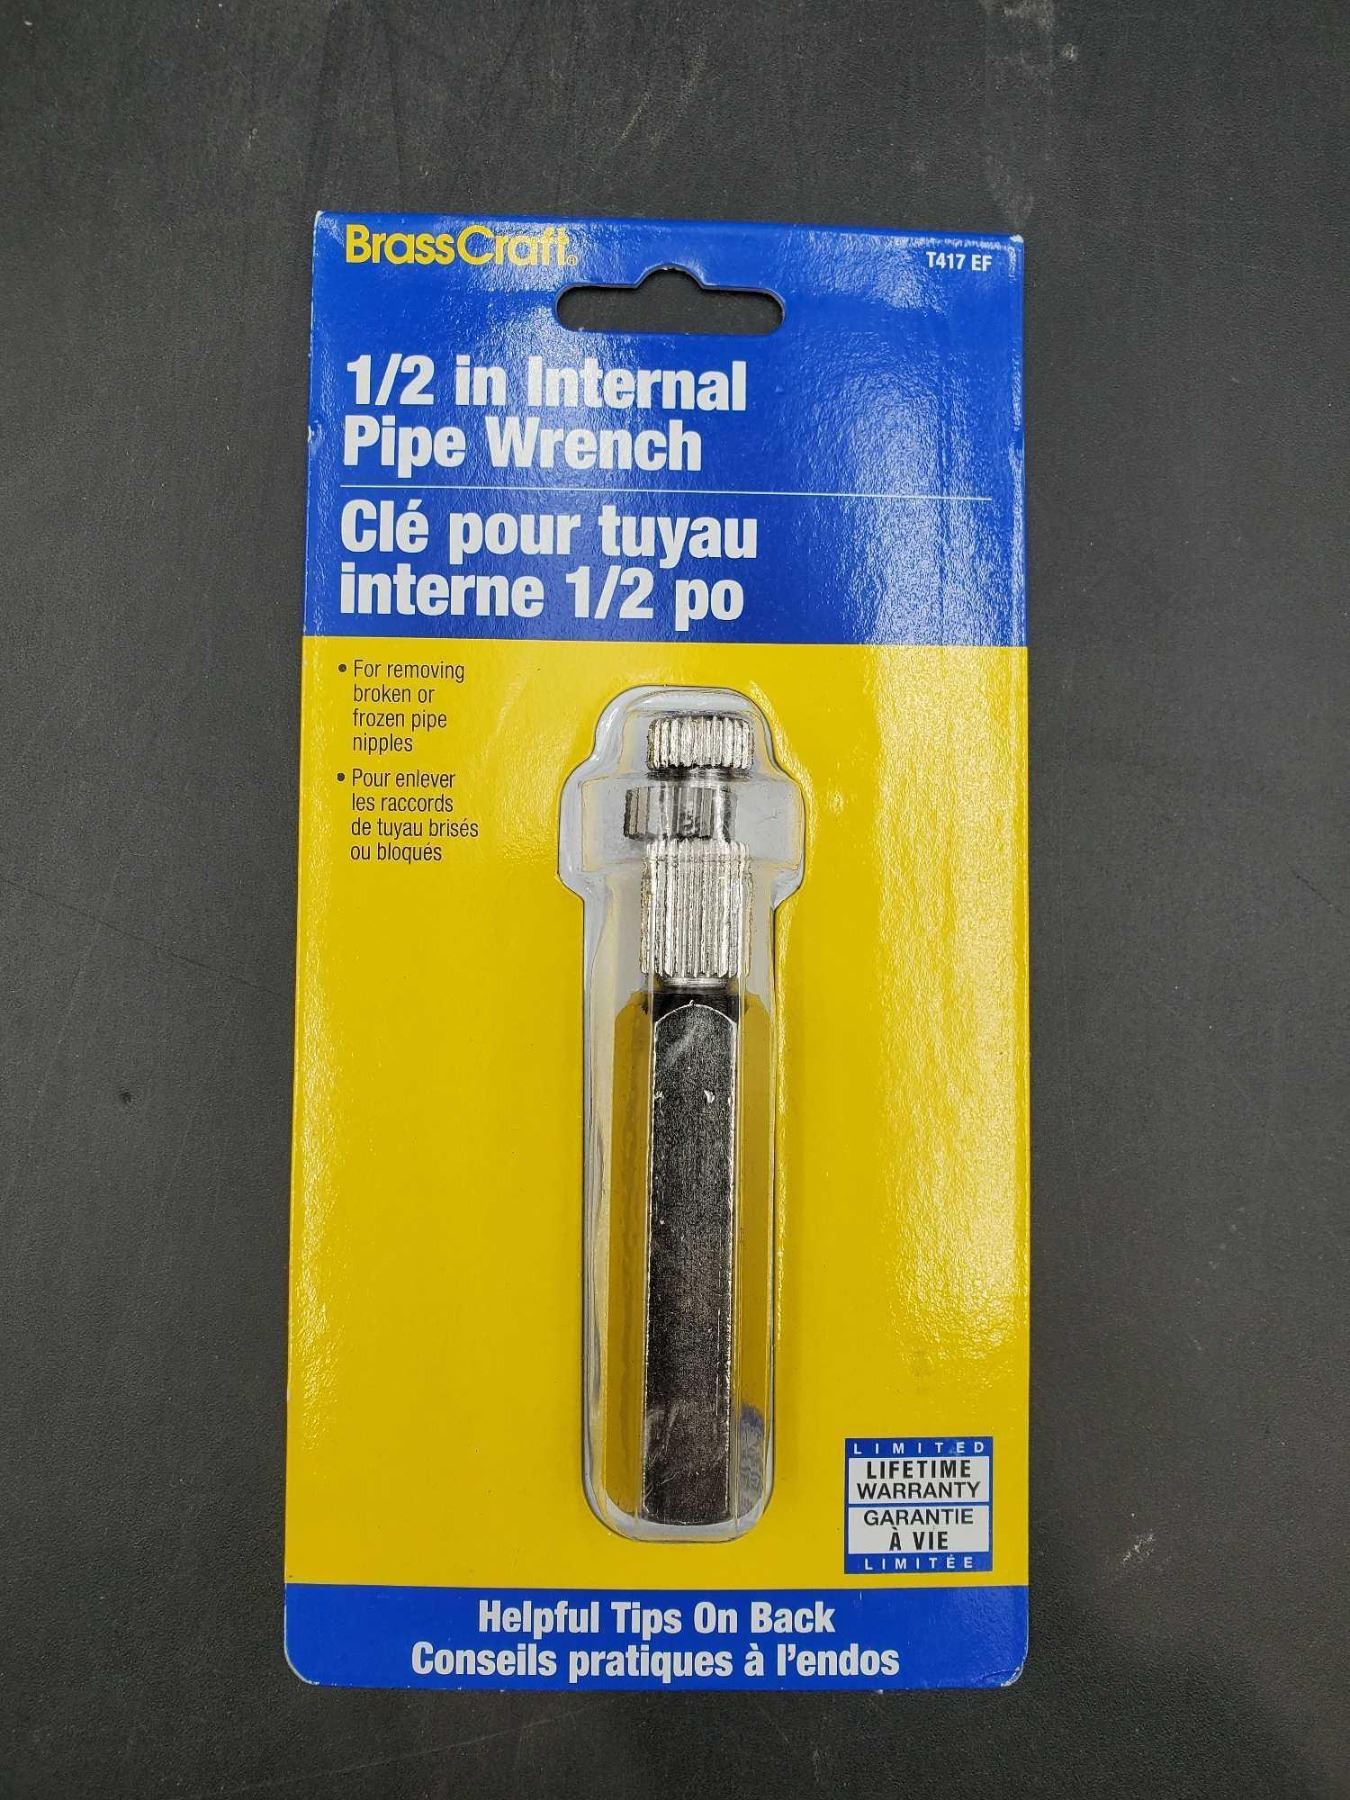 BrassCraft®
T417 EF
1/2 in Internal
Pipe Wrench
Clé pour tuyau
interne 1/2 po
• For removing
broken or
frozen pipe
nipples
• Pour enlever
les raccords
de tuyau brisés
ou bloqués
LIMITED
LIFETIME
WARRANTY
GARANTIE
À VIE
LIMITÉE
Helpful Tips On Back
Conseils pratiques à l'endos